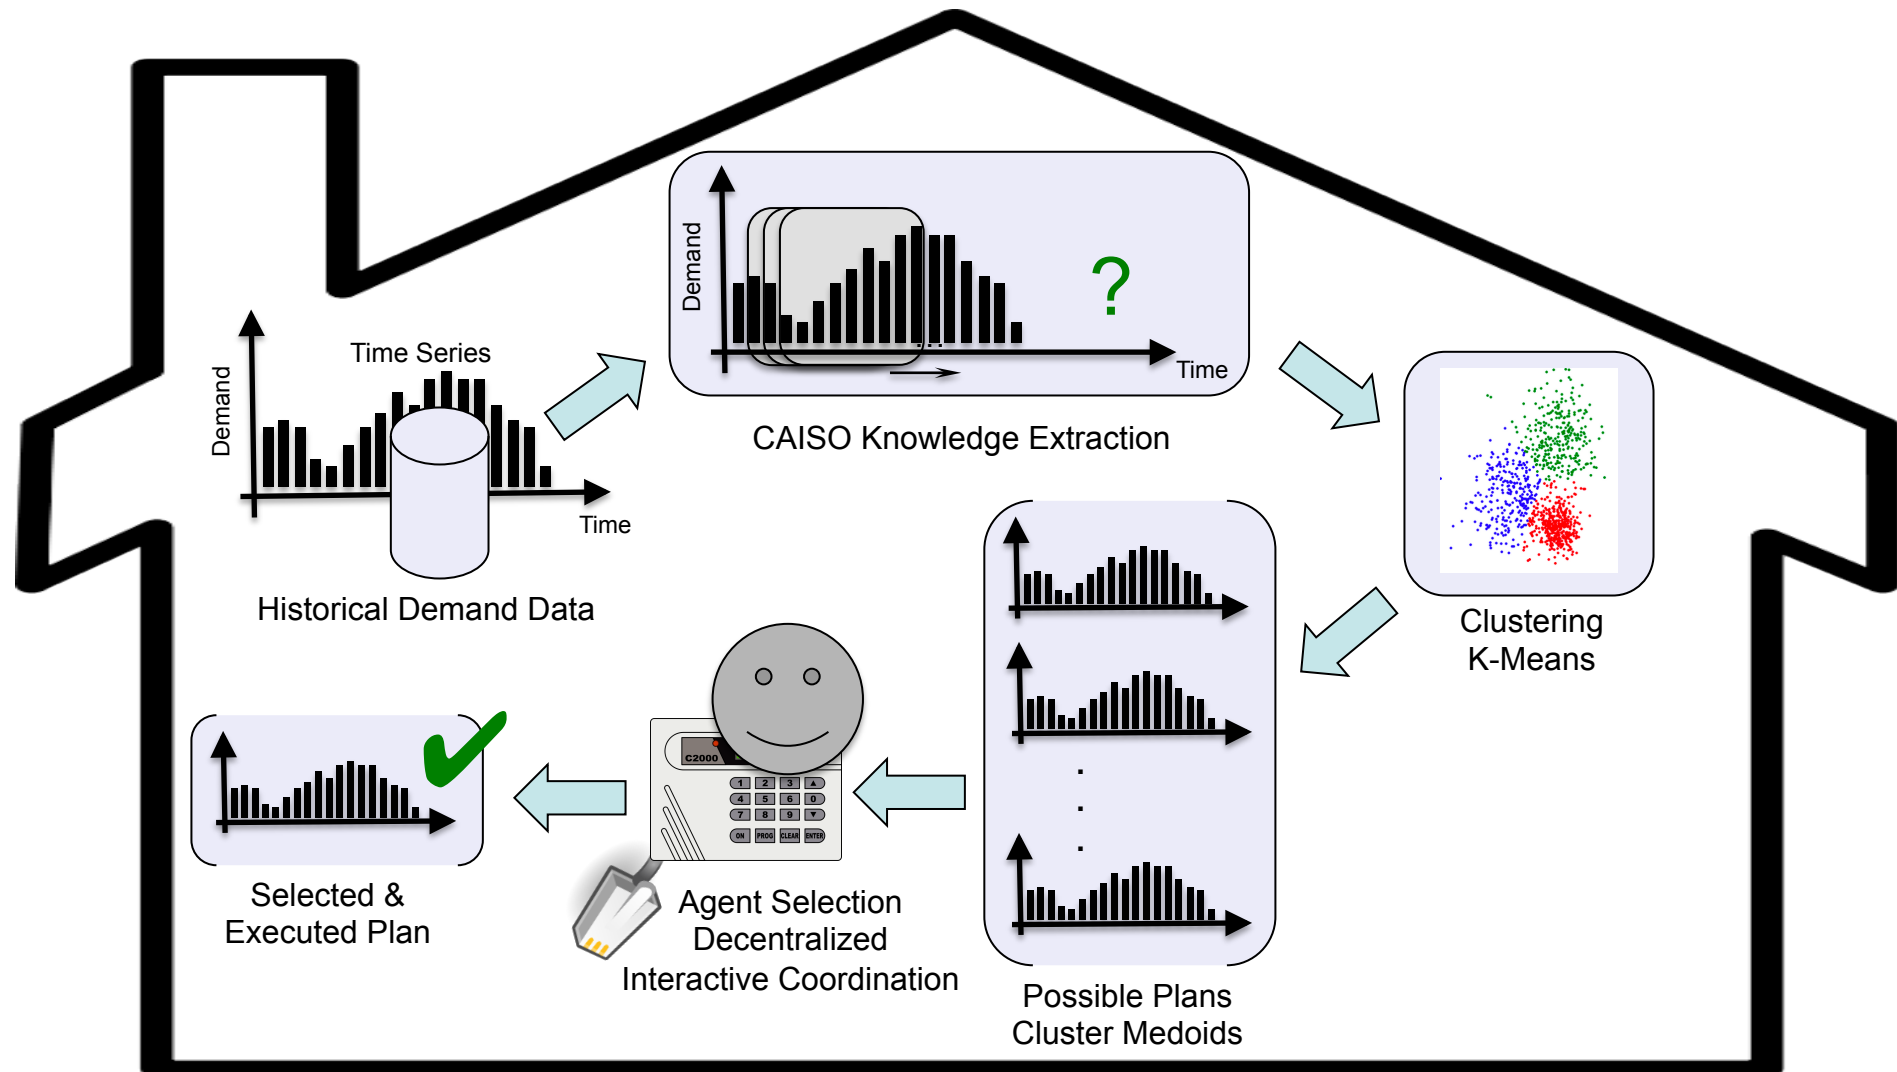 Demand
Time Series
Time
Historical Demand Data
Demand
?
...
Time
CAISO Knowledge Extraction
Clustering
K-Means
Possible Plans
Cluster Medoids
C2000
1 2 3 ▲
4 5 6 0
7 8 9 ▼
ON PROG CLEAR ENTER
Agent Selection
Decentralized
Interactive Coordination
Selected &
Executed Plan